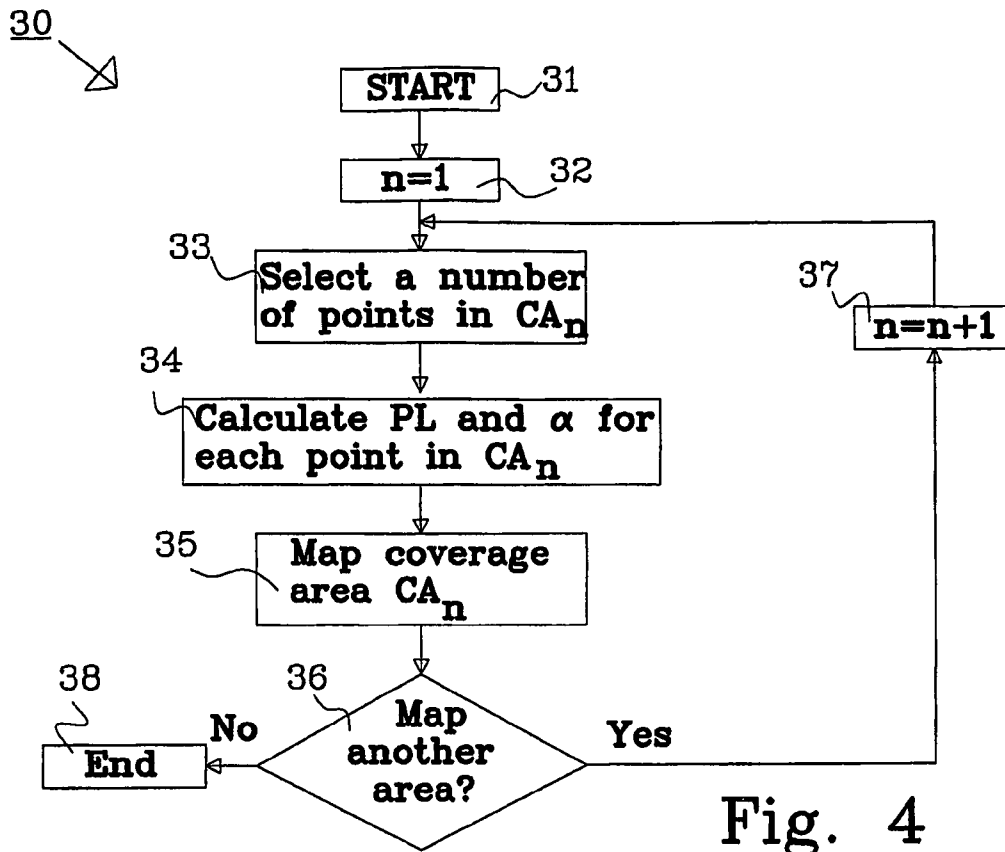 30
START
31
n=1
32
33
Select a number
of points in CAn
37
n=n+1
34
Calculate PL and α for
each point in CAn
35
Map coverage
area CAn
38
36
No
Map
another
area?
Yes
End
Fig. 4